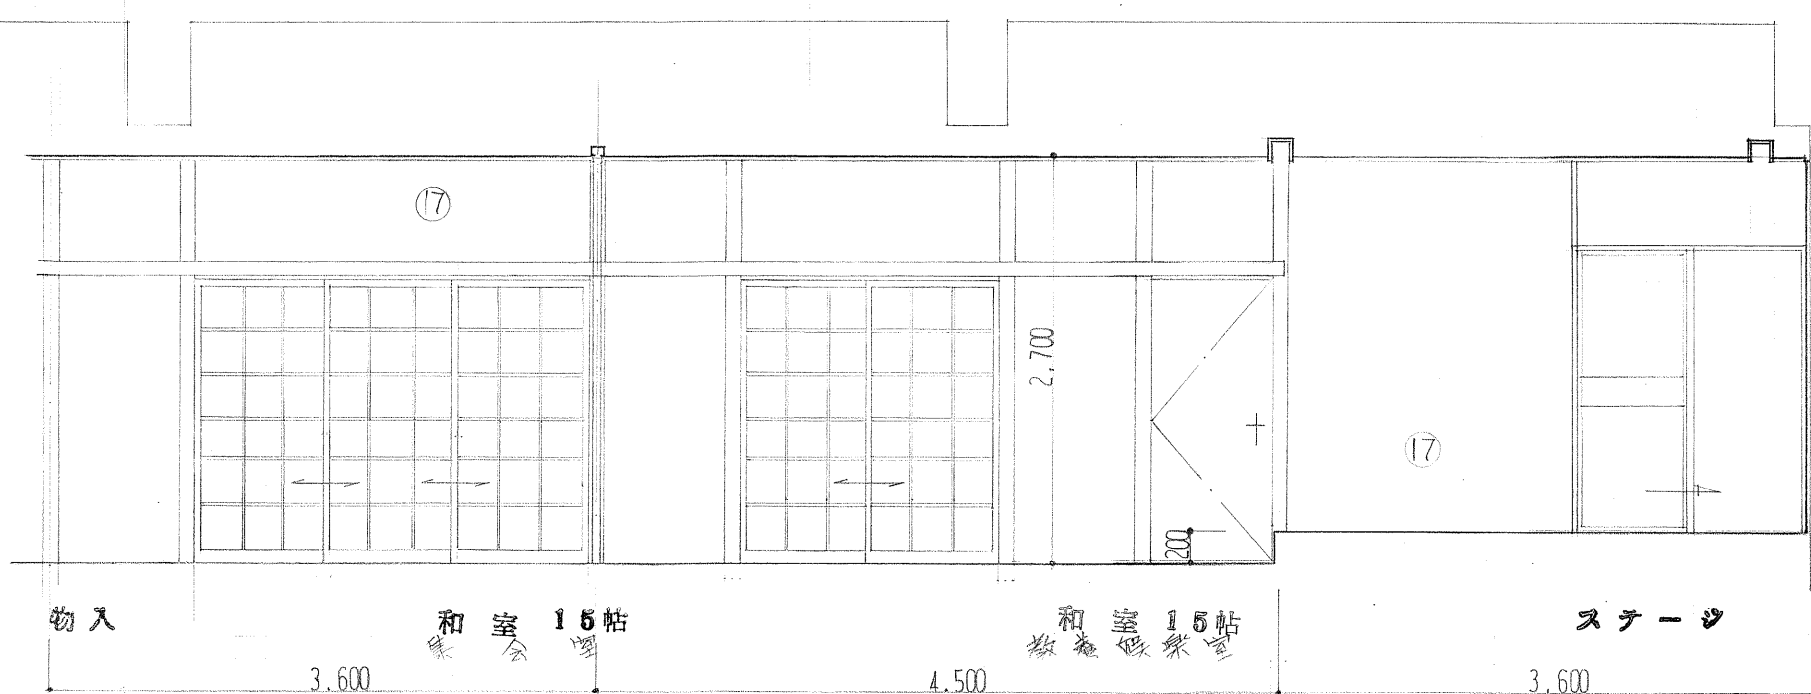 17
2,700
17
200
物入 和室 15帖 和室 15帖 ステージ
集会室 教養娯楽室
3,600 4,500 3,600